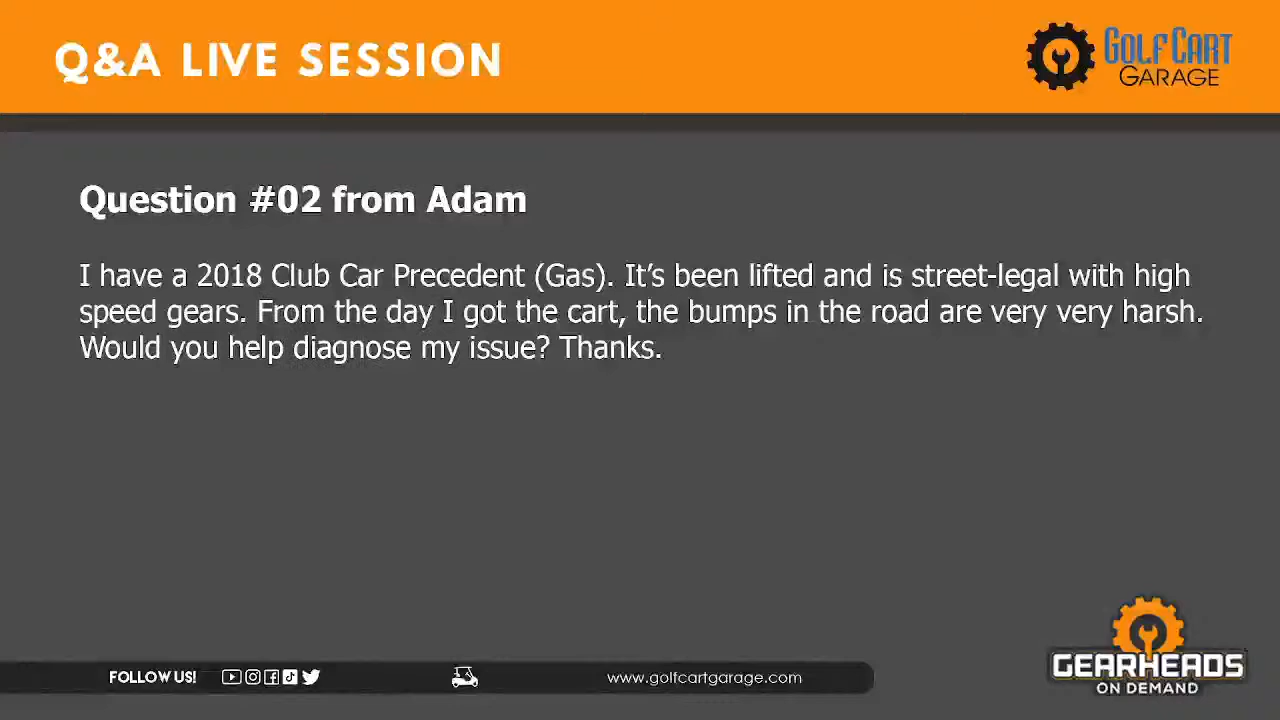 Q&A LIVE SESSION
GOLF CART
GARAGE
Question #02 from Adam
I have a 2018 Club Car Precedent (Gas). It’s been lifted and is street-legal with high
speed gears. From the day I got the cart, the bumps in the road are very very harsh.
Would you help diagnose my issue? Thanks.
GEARHEADS
ON DEMAND
FOLLOW US!
www.golfcartgarage.com